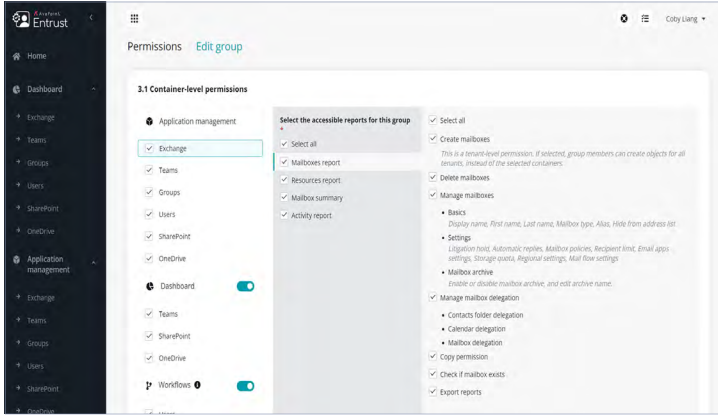 AvePoint
Entrust
Coby Liang
Home
Dashboard
Exchange
Teams
Groups
Users
SharePoint
OneDrive
Application
management
Exchange
Teams
Groups
Users
SharePoint
OneDrive
Permissions Edit group
3.1 Container-level permissions
Application management
Exchange
Teams
Groups
Users
SharePoint
OneDrive
Dashboard
Teams
SharePoint
OneDrive
Workflows
Users
Select the accessible reports for this group
*
Select all
Mailboxes report
Resources report
Mailbox summary
Activity report
Select all
Create mailboxes
This is a tenant-level permission. If selected, group members can create objects for all
tenants, instead of the selected containers.
Delete mailboxes
Manage mailboxes
• Basics
Display name, First name, Last name, Mailbox type, Alias, Hide from address list
• Settings
Litigation hold, Automatic replies, Mailbox policies, Recipient limit, Email apps
settings, Storage quota, Regional settings, Mail flow settings
• Mailbox archive
Enable or disable mailbox archive, and edit archive name.
Manage mailbox delegation
• Contacts folder delegation
• Calendar delegation
• Mailbox delegation
Copy permission
Check if mailbox exists
Export reports